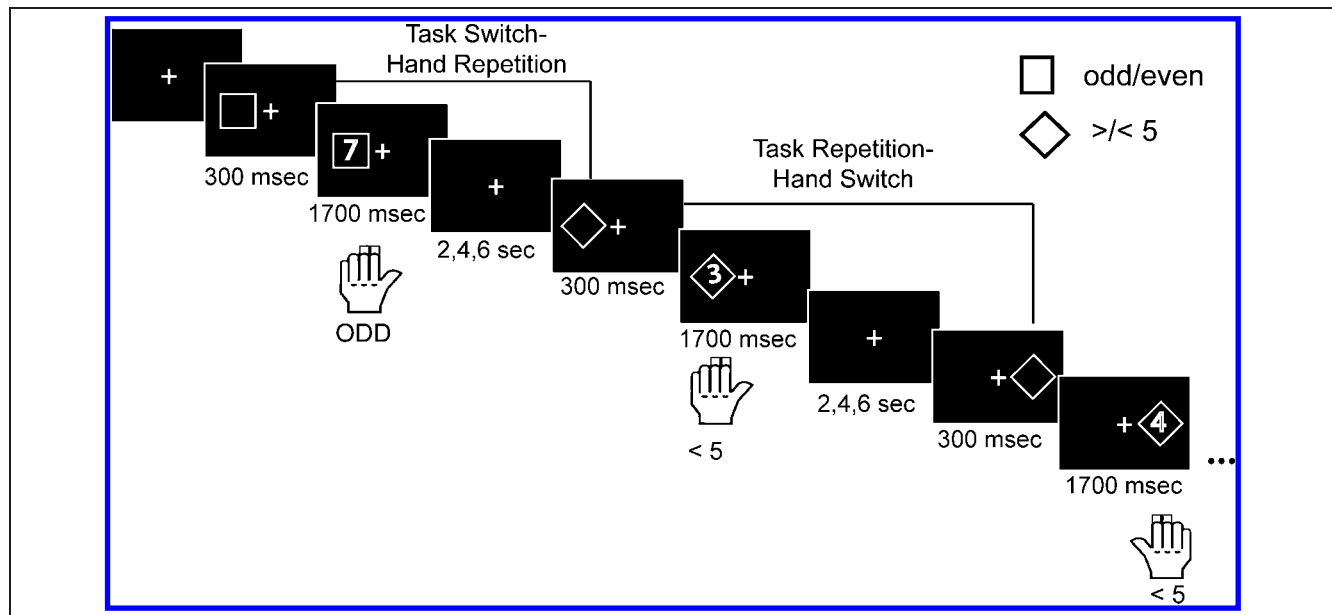 Task Switch-
Hand Repetition
odd/even
>/< 5
Task Repetition-
Hand Switch
+
+
300 msec
7 +
1700 msec
ODD
+
2,4,6 sec
+
300 msec
3 +
1700 msec
< 5
+
2,4,6 sec
+
300 msec
+ 4
1700 msec
< 5
...